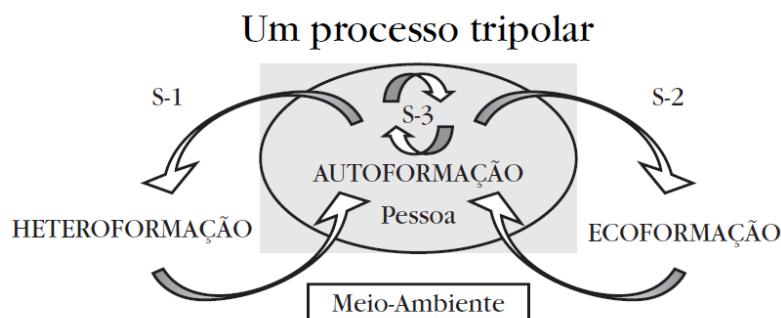 Um processo tripolar
S-1
S-2
S-3
AUTOFORMAÇÃO
Pessoa
HETEROFORMAÇÃO
ECOFORMAÇÃO
Meio-Ambiente